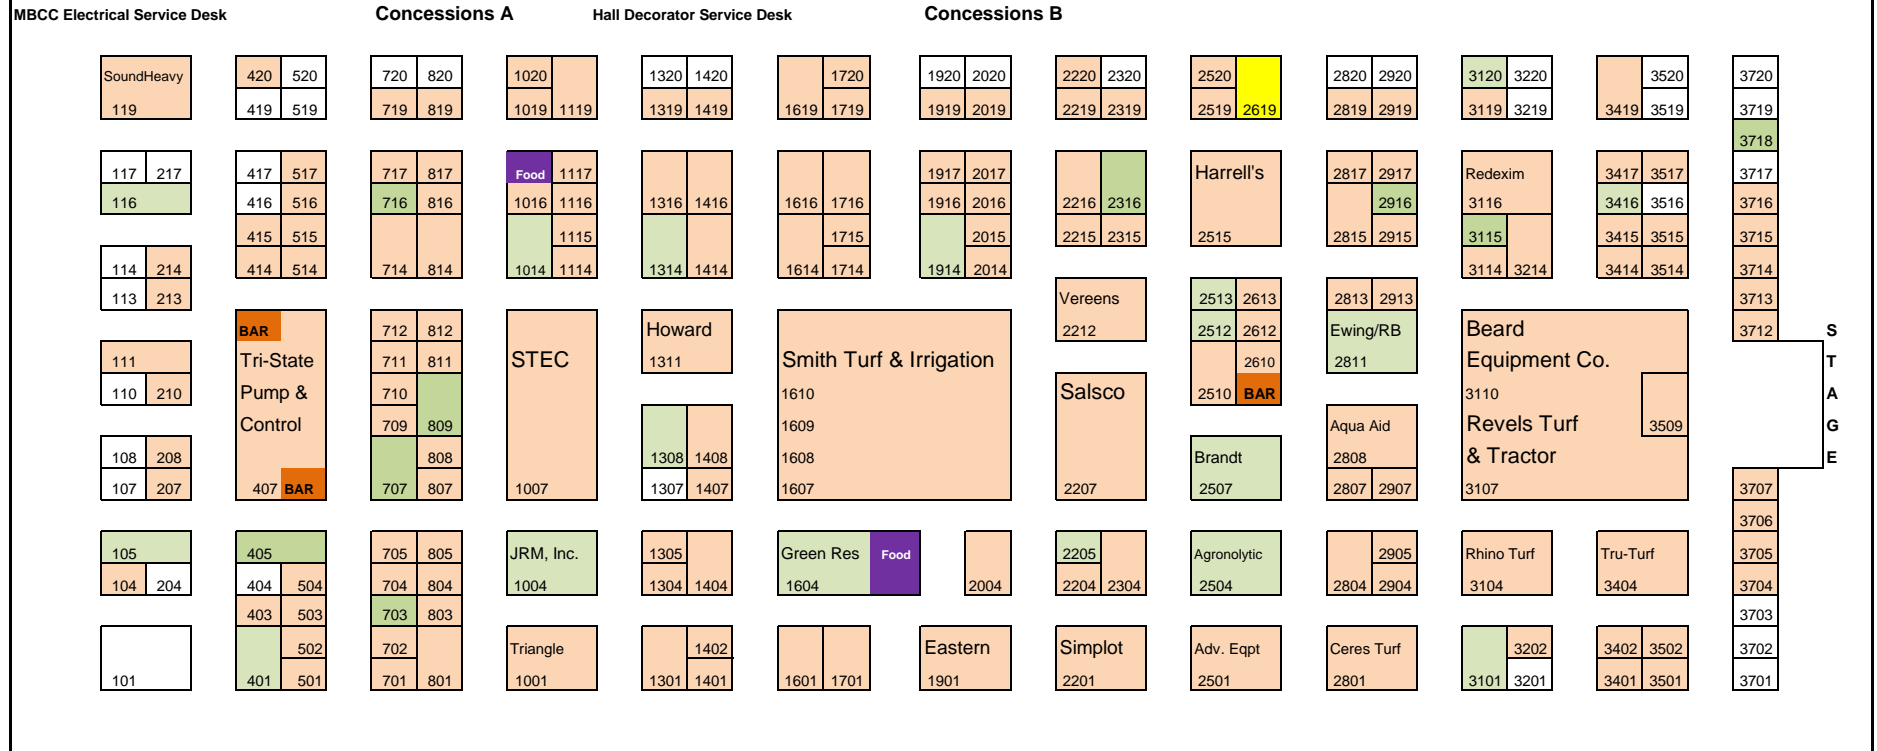 MBCC Electrical Service Desk Concessions A Hall Decorator Service Desk Concessions B
SoundHeavy 420 520 720 820 1020 1320 1420 1720 1920 2020 2220 2320 2520 2820 2920 3120 3220 3520 3720
119 419 519 719 819 1019 1119 1319 1419 1619 1719 1919 2019 2219 2319 2519 2619 2819 2919 3119 3219 3419 3519 3719
3718
117 217 417 517 717 817 Food 1117 1917 2017 Harrell's 2817 2917 Redexim 3417 3517 3717
116 416 516 716 816 1016 1116 1316 1416 1616 1716 1916 2016 2216 2316 2916 3116 3416 3516 3716
415 515 1115 1715 2015 2215 2315 2515 2815 2915 3115 3415 3515 3715
114 214 414 514 714 814 1014 1114 1314 1414 1614 1714 1914 2014 3114 3214 3414 3514 3714
113 213 Vereens 2513 2613 2813 2913 3713
BAR 712 812 Howard 2212 2512 2612 Ewing/RB Beard 3712 S
111 Tri-State 711 811 STEC 1311 Smith Turf & Irrigation 2610 2811 Equipment Co. T
110 210 Pump & 710 1610 Salsco 2510 BAR 3110 A
Control 709 809 1609 Aqua Aid Revels Turf 3509 G
108 208 808 1308 1408 1608 Brandt 2808 & Tractor E
107 207 407 BAR 707 807 1007 1307 1407 1607 2207 2507 2807 2907 3107 3707
3706
105 405 705 805 JRM, Inc. 1305 Green Res Food 2205 Agronolytic 2905 Rhino Turf Tru-Turf 3705
104 204 404 504 704 804 1004 1304 1404 1604 2004 2204 2304 2504 2804 2904 3104 3404 3704
403 503 703 803 3703
502 702 Triangle 1402 Eastern Simplot Adv. Eqpt Ceres Turf 3202 3402 3502 3702
101 401 501 701 801 1001 1301 1401 1601 1701 1901 2201 2501 2801 3101 3201 3401 3501 3701